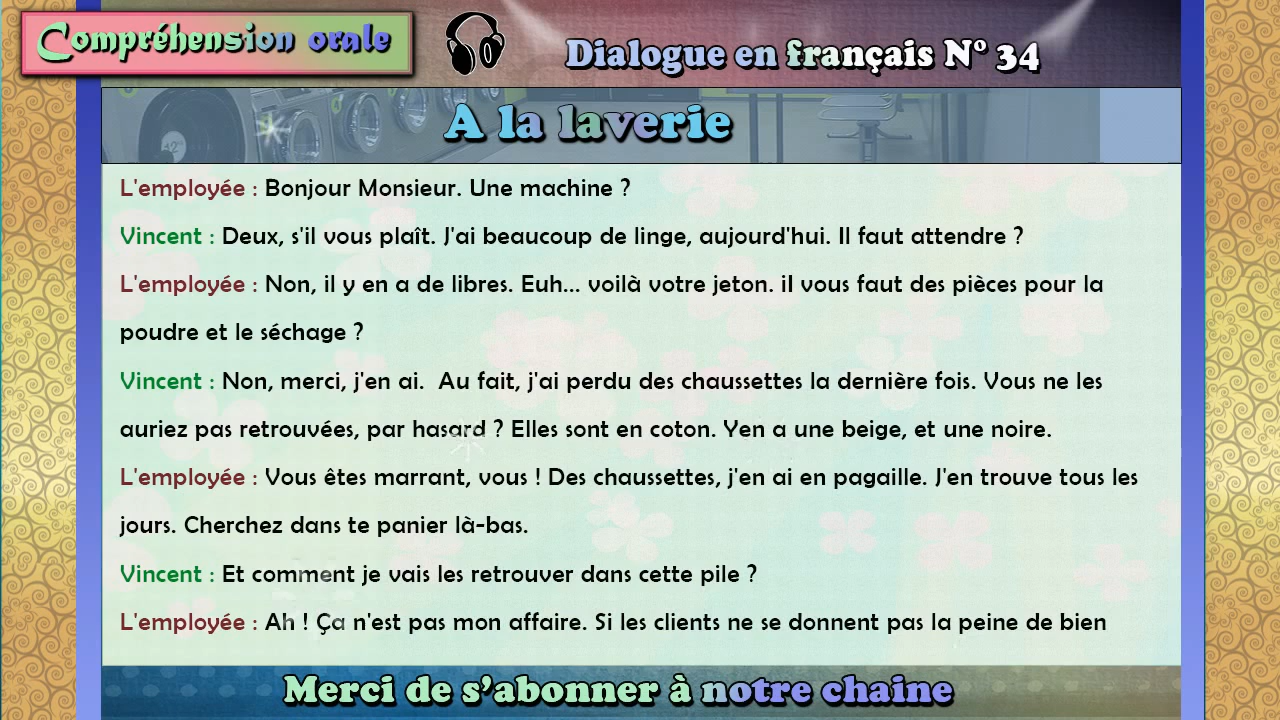 Compréhension orale
Dialogue en français N° 34
A la laverie
L'employée : Bonjour Monsieur. Une machine ?
Vincent : Deux, s'il vous plaît. J'ai beaucoup de linge, aujourd'hui. Il faut attendre ?
L'employée : Non, il y en a de libres. Euh... voilà votre jeton. il vous faut des pièces pour la
poudre et le séchage ?
Vincent : Non, merci, j'en ai.  Au fait, j'ai perdu des chaussettes la dernière fois. Vous ne les
auriez pas retrouvées, par hasard ? Elles sont en coton. Yen a une beige, et une noire.
L'employée : Vous êtes marrant, vous ! Des chaussettes, j'en ai en pagaille. J'en trouve tous les
jours. Cherchez dans te panier là-bas.
Vincent : Et comment je vais les retrouver dans cette pile ?
L'employée : Ah ! Ça n'est pas mon affaire. Si les clients ne se donnent pas la peine de bien
Merci de s'abonner à notre chaine